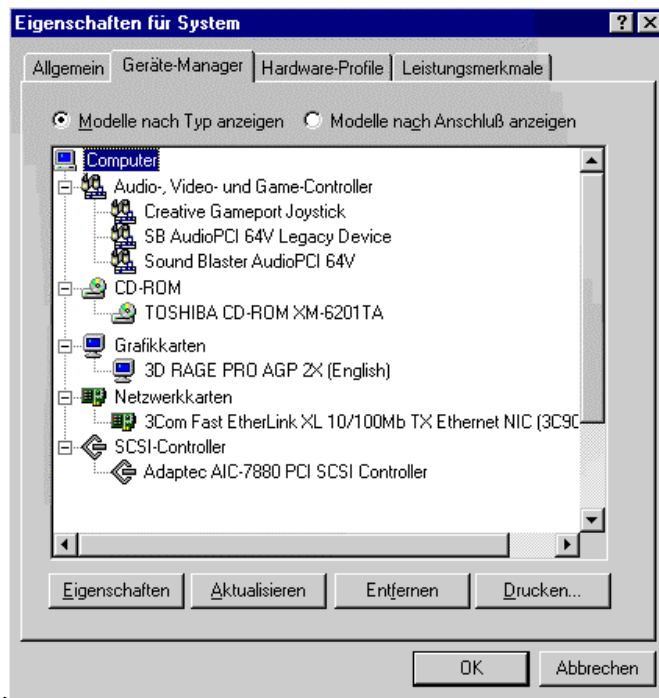 Eigenschaften für System
Allgemein Geräte-Manager Hardware-Profile Leistungsmerkmale
Modelle nach Typ anzeigen Modelle nach Anschluß anzeigen
Computer
Audio-, Video- und Game-Controller
Creative Gameport Joystick
SB AudioPCI 64V Legacy Device
Sound Blaster AudioPCI 64V
CD-ROM
TOSHIBA CD-ROM XM-6201TA
Grafikkarten
3D RAGE PRO AGP 2X (English)
Netzwerkkarten
3Com Fast EtherLink XL 10/100Mb TX Ethernet NIC (3C90
SCSI-Controller
Adaptec AIC-7880 PCI SCSI Controller
Eigenschaften Aktualisieren Entfernen Drucken...
OK Abbrechen